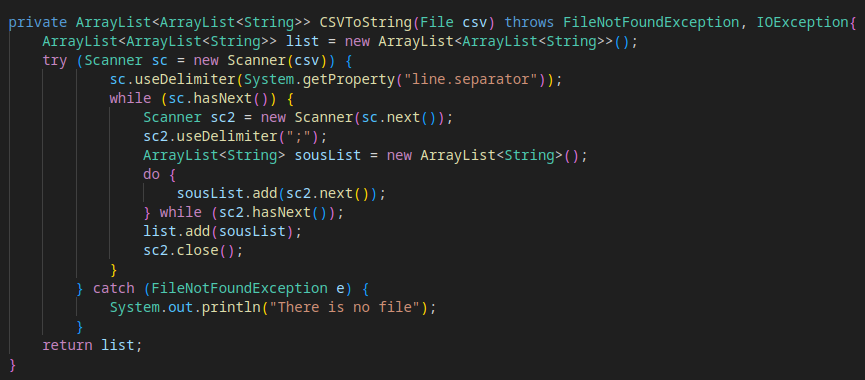 private ArrayList<ArrayList<String>> CSVToString(File csv) throws FileNotFoundException, IOException{
    ArrayList<ArrayList<String>> list = new ArrayList<ArrayList<String>>();
    try (Scanner sc = new Scanner(csv)) {
            sc.useDelimiter(System.getProperty("line.separator"));
            while (sc.hasNext()) {
                Scanner sc2 = new Scanner(sc.next());
                sc2.useDelimiter(";");
                ArrayList<String> sousList = new ArrayList<String>();
                do {
                    sousList.add(sc2.next());
                } while (sc2.hasNext());
                list.add(sousList);
                sc2.close();
            }
        } catch (FileNotFoundException e) {
            System.out.println("There is no file");
        }
    return list;
}